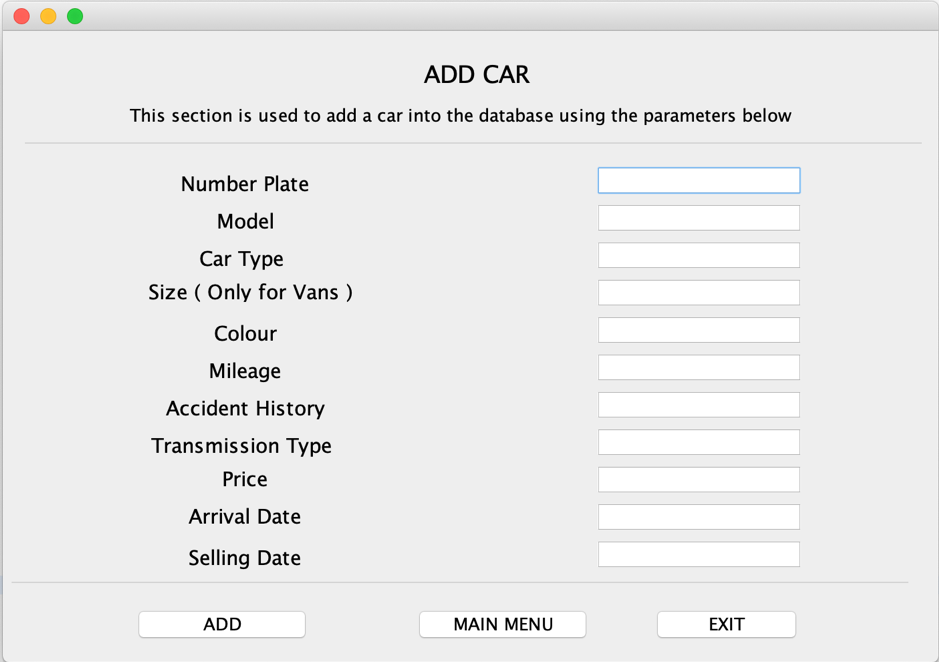 ADD CAR
This section is used to add a car into the database using the parameters below
Number Plate
Model
Car Type
Size ( Only for Vans )
Colour
Mileage
Accident History
Transmission Type
Price
Arrival Date
Selling Date
ADD MAIN MENU EXIT